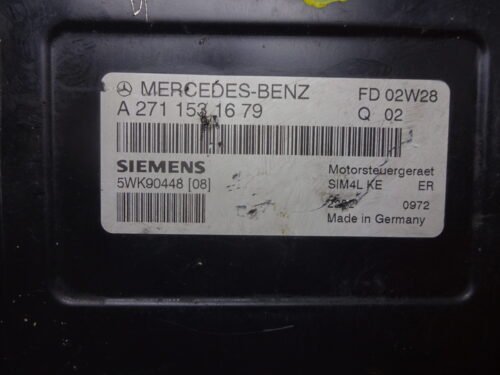 MERCEDES-BENZ FD 02W28
A 271 153 16 79 Q 02
SIEMENS Motorsteuergeraet
5WK90448 [08] SIM4L KE ER
0972
Made in Germany